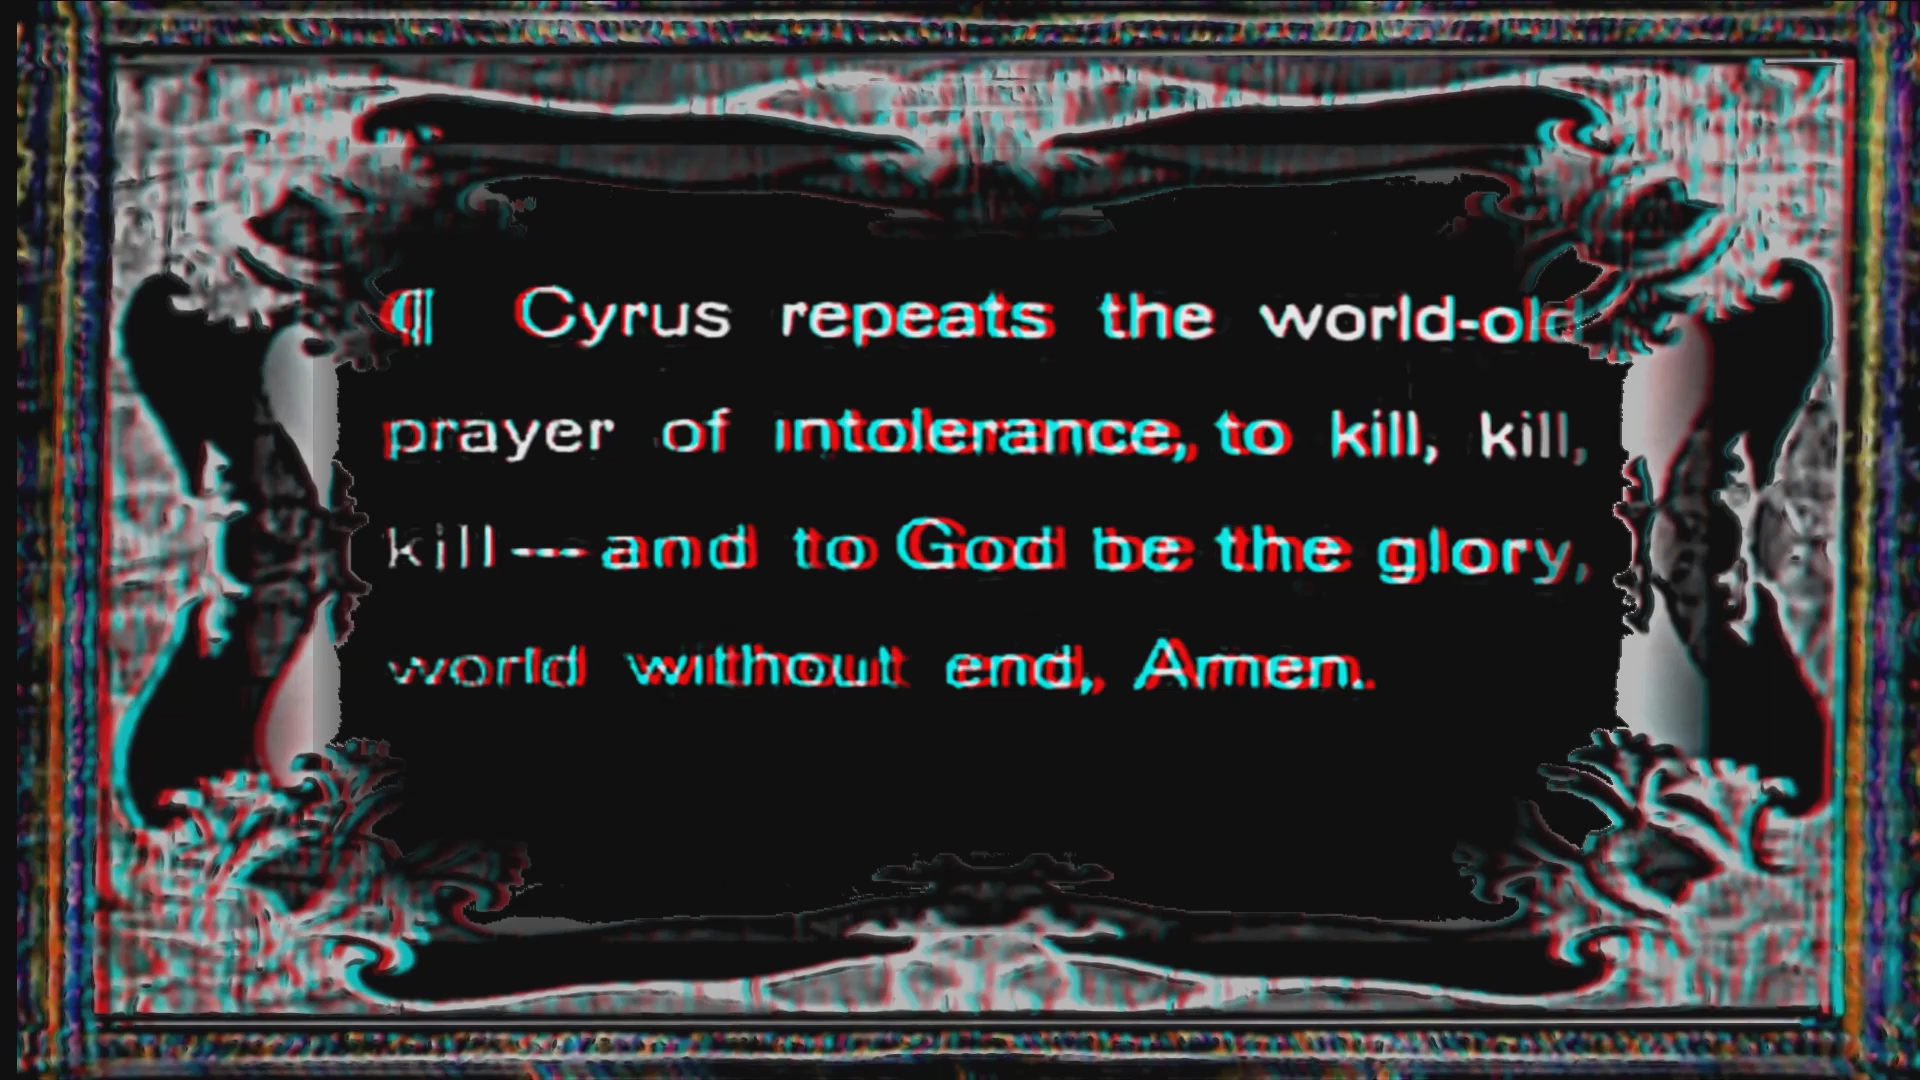 ¶ Cyrus repeats the world-old
prayer of intolerance, to kill, kill,
kill---and to God be the glory,
world without end, Amen.